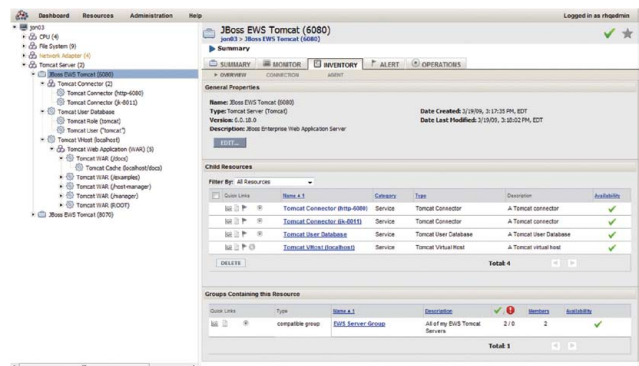 Dashboard Resources Administration Help Logged in as rhqadmin
jon03
CPU (4)
File System (9)
Network Adapter (4)
Tomcat Server (2)
JBoss EWS Tomcat (6080)
Tomcat Connector (2)
Tomcat Connector (http-6080)
Tomcat Connector (jk-8011)
Tomcat User Database
Tomcat Role (tomcat)
Tomcat User ("tomcat")
Tomcat VHost (localhost)
Tomcat Web Application (WAR) (5)
Tomcat WAR (/docs)
Tomcat Cache (localhost/docs)
Tomcat WAR (/examples)
Tomcat WAR (/host-manager)
Tomcat WAR (/manager)
Tomcat WAR (ROOT)
JBoss EWS Tomcat (8070)
JBoss EWS Tomcat (6080)
jon03 > JBoss EWS Tomcat (6080)
Summary
SUMMARY MONITOR INVENTORY ALERT OPERATIONS
OVERVIEW CONNECTION AGENT
General Properties
Name: JBoss EWS Tomcat (6080)
Type: Tomcat Server (Tomcat) Date Created: 3/19/09, 3:17:35 PM, EDT
Version: 6.0.18.0 Date Last Modified: 3/19/09, 3:18:02 PM, EDT
Description: JBoss Enterprise Web Application Server
EDIT...
Child Resources
Filter By: All Resources
Quick Links Name Category Type Description Availability
Tomcat Connector (http-6080) Service Tomcat Connector A Tomcat connector
Tomcat Connector (jk-8011) Service Tomcat Connector A Tomcat connector
Tomcat User Database Service Tomcat User Database A Tomcat User Database
Tomcat VHost (localhost) Service Tomcat Virtual Host A Tomcat virtual host
DELETE Total: 4
Groups Containing this Resource
Quick Links Type Name Description Members Availability
compatible group EWS Server Group All of my EWS Tomcat Servers 2 / 0 2
Total: 1